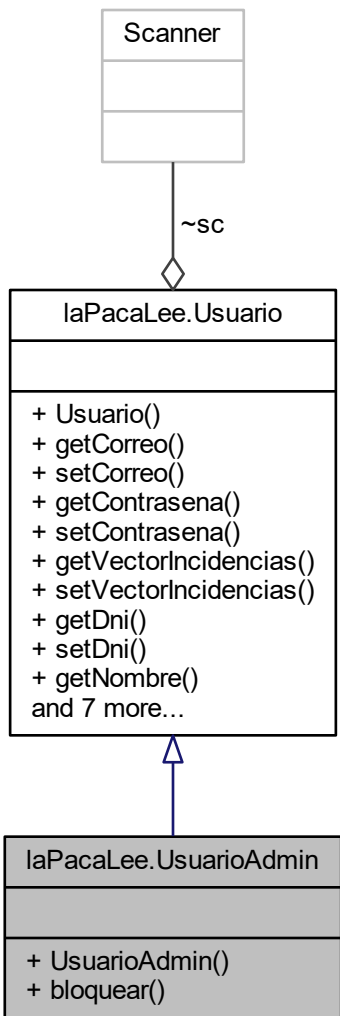 Scanner
~sc
laPacaLee.Usuario
+ Usuario()
+ getCorreo()
+ setCorreo()
+ getContrasena()
+ setContrasena()
+ getVectorIncidencias()
+ setVectorIncidencias()
+ getDni()
+ setDni()
+ getNombre()
and 7 more...
laPacaLee.UsuarioAdmin
+ UsuarioAdmin()
+ bloquear()